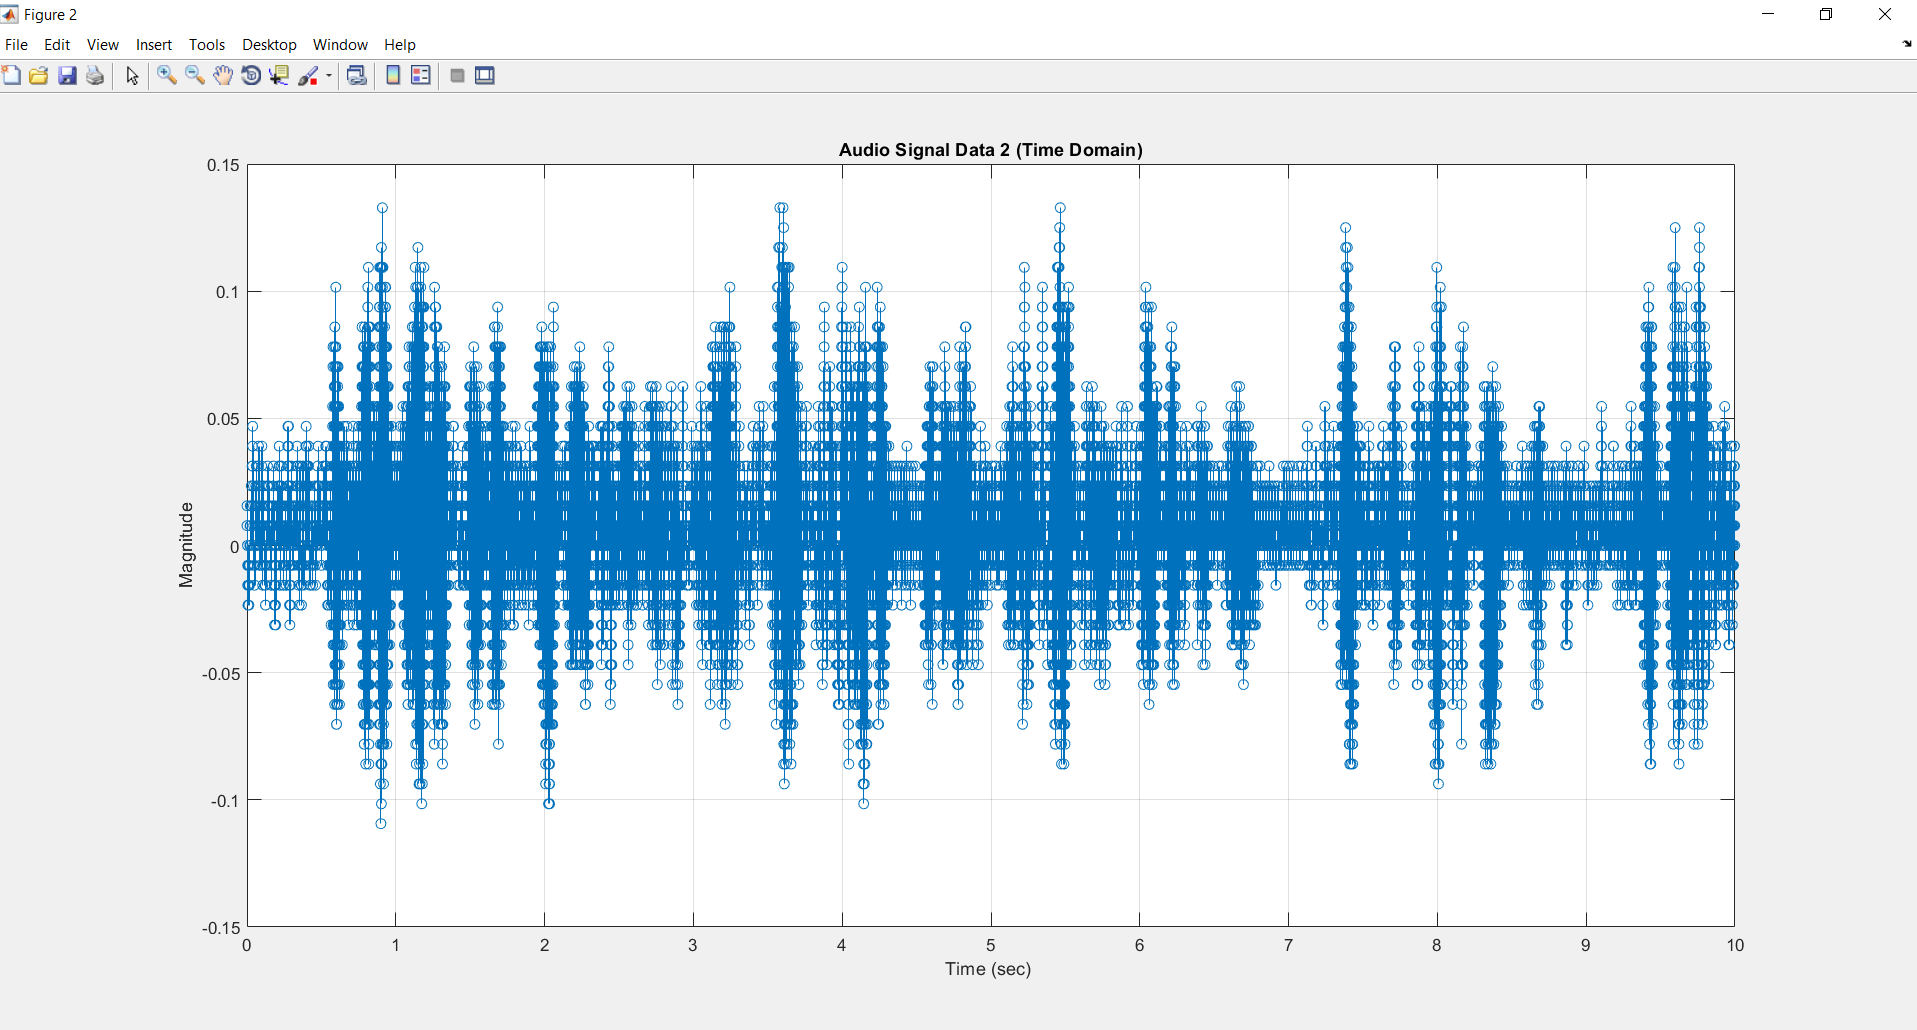 Figure 2
File Edit View Insert Tools Desktop Window Help
Audio Signal Data 2 (Time Domain)
0.15
0.1
0.05
0
-0.05
-0.1
-0.15
Magnitude
0 1 2 3 4 5 6 7 8 9 10
Time (sec)